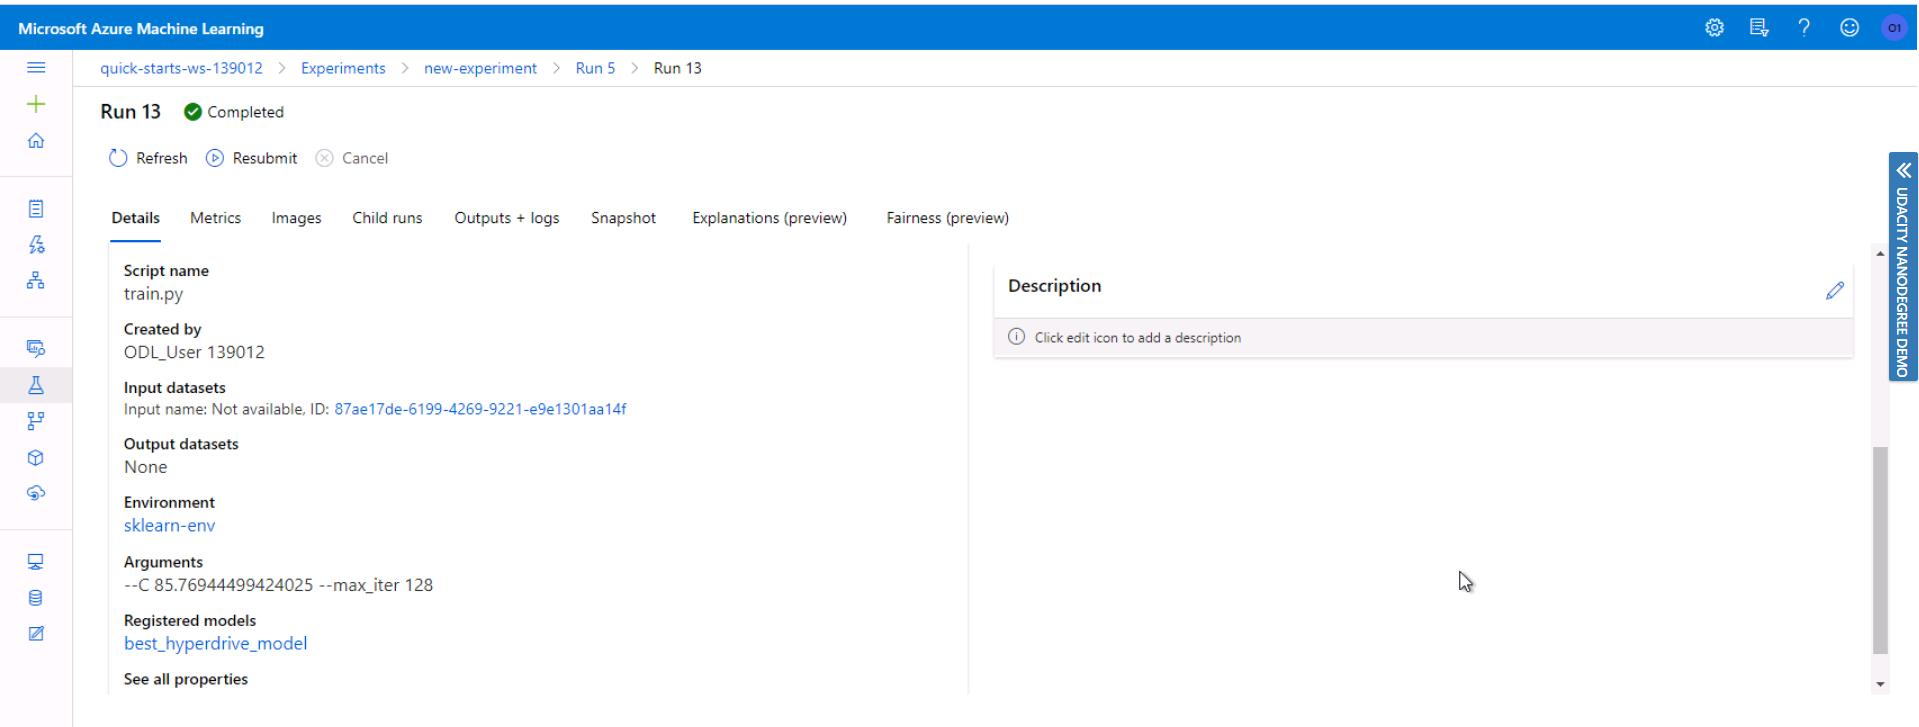 Microsoft Azure Machine Learning
O1
quick-starts-ws-139012 > Experiments > new-experiment > Run 5 > Run 13
Run 13 Completed
Refresh Resubmit Cancel
Details Metrics Images Child runs Outputs + logs Snapshot Explanations (preview) Fairness (preview)
Script name
train.py
Created by
ODL_User 139012
Input datasets
Input name: Not available, ID: 87ae17de-6199-4269-9221-e9e1301aa14f
Output datasets
None
Environment
sklearn-env
Arguments
--C 85.76944499424025 --max_iter 128
Registered models
best_hyperdrive_model
See all properties
Description
Click edit icon to add a description
UDACITY NANODEGREE DEMO